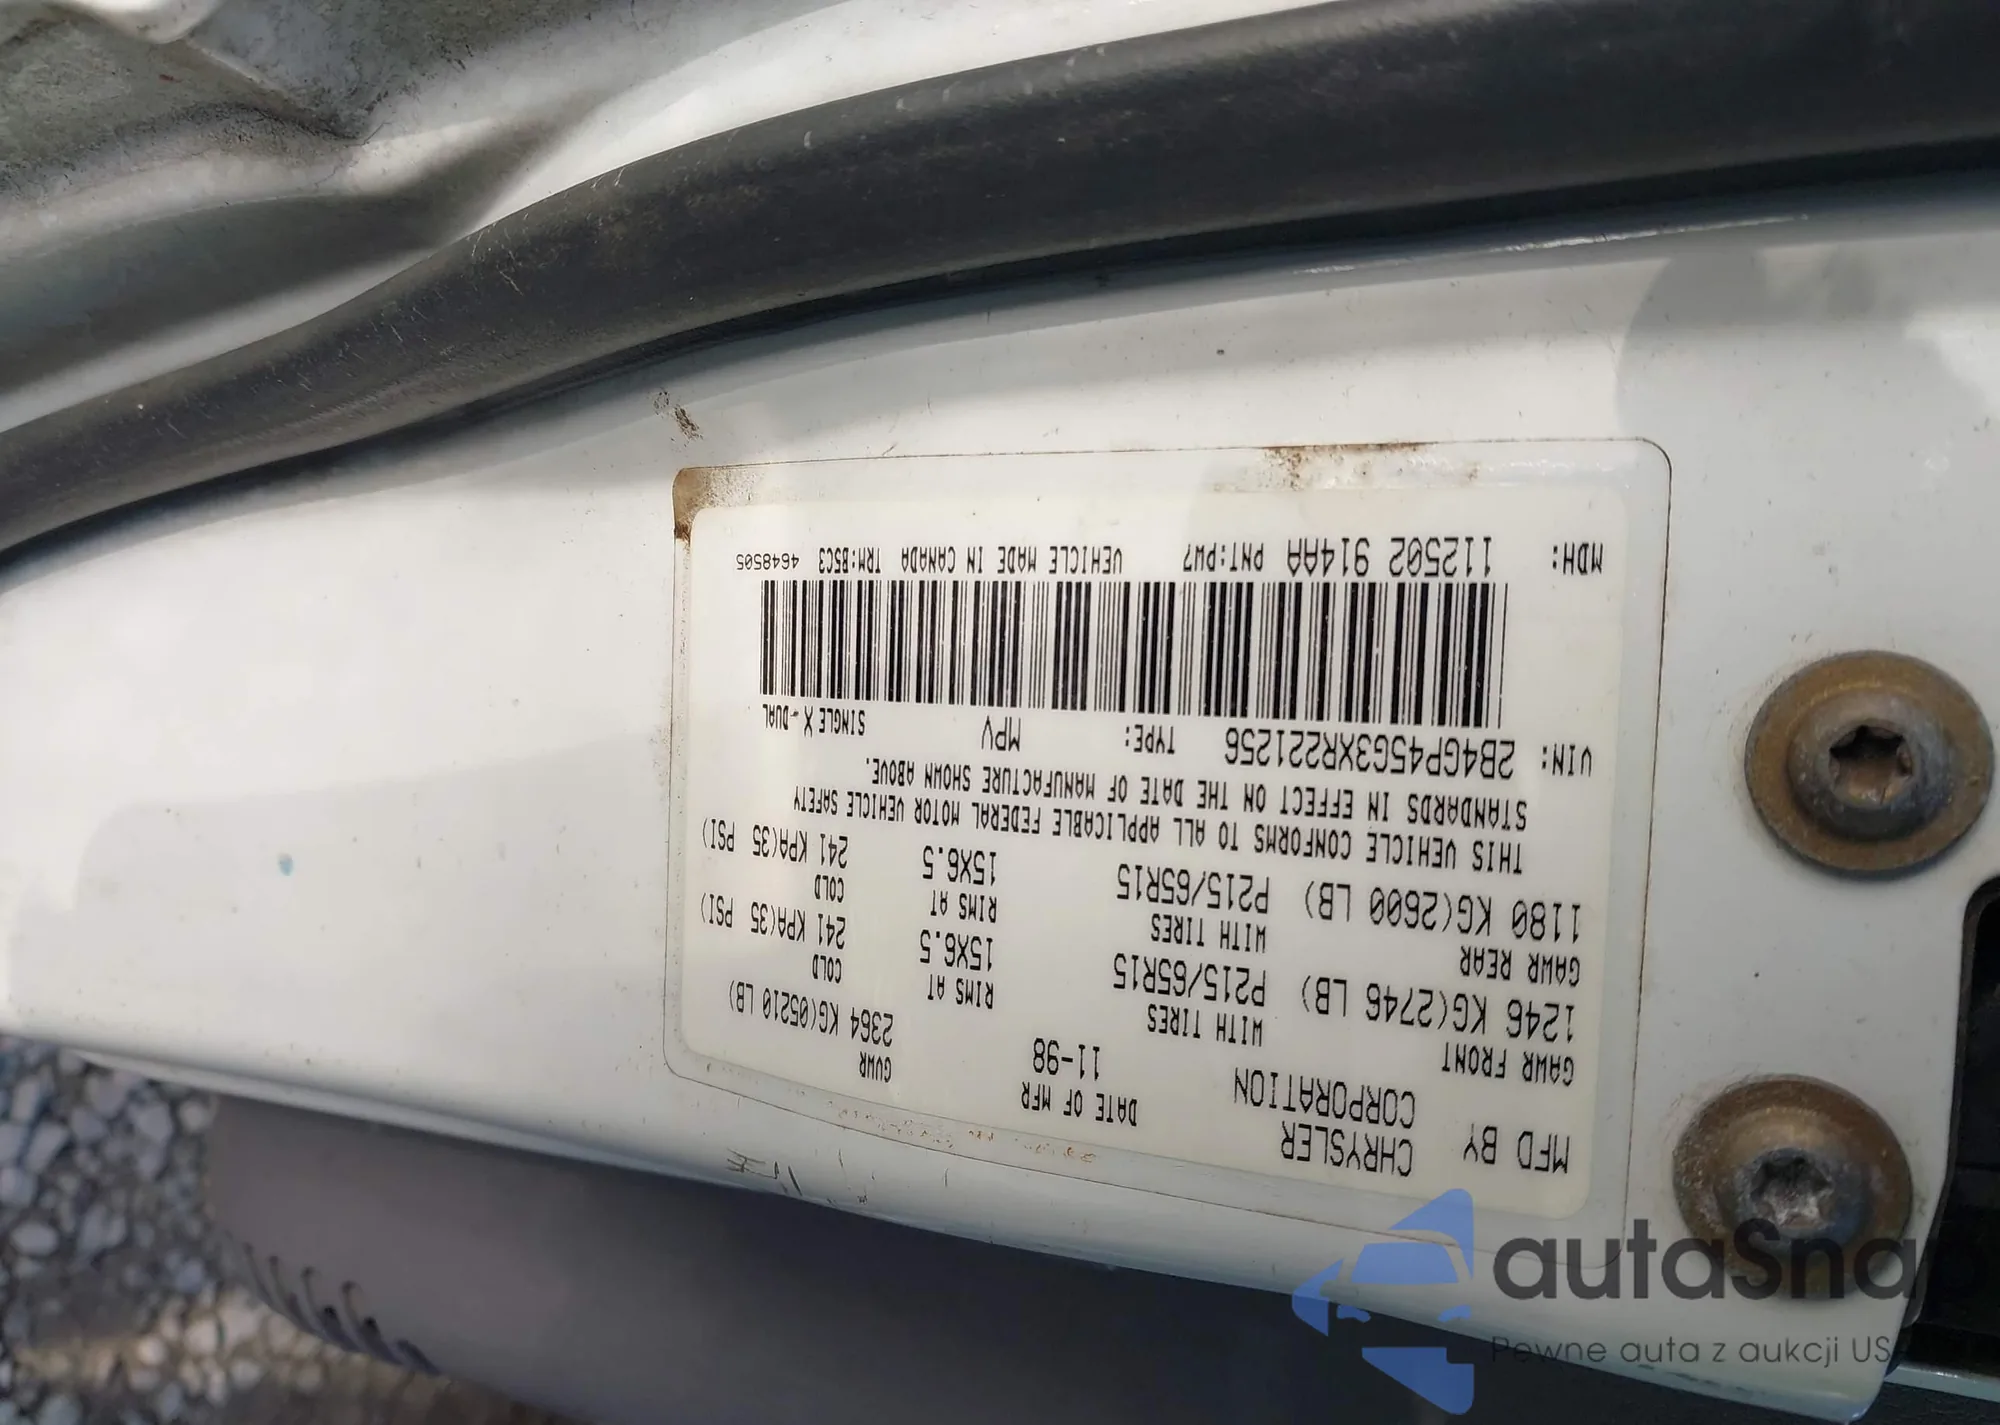 MFD BY CHRYSLER CORPORATION DATE OF MFR 11-98 GVWR 2364 KG(05210 LB)
GAWR FRONT WITH TIRES RIMS AT COLD
1246 KG(2746 LB) P215/65R15 15X6.5 241 KPA(35 PSI)
GAWR REAR WITH TIRES RIMS AT COLD
1180 KG(2600 LB) P215/65R15 15X6.5 241 KPA(35 PSI)
THIS VEHICLE CONFORMS TO ALL APPLICABLE FEDERAL MOTOR VEHICLE SAFETY
STANDARDS IN EFFECT ON THE DATE OF MANUFACTURE SHOWN ABOVE.
VIN: 2B4GP45G3XR221256 TYPE: MPV SINGLE X DUAL
MDH: 112502 914AA PNT:PW7 VEHICLE MADE IN CANADA TRM:B5C3 4648505
autaSna
Pewne auta z aukcji US